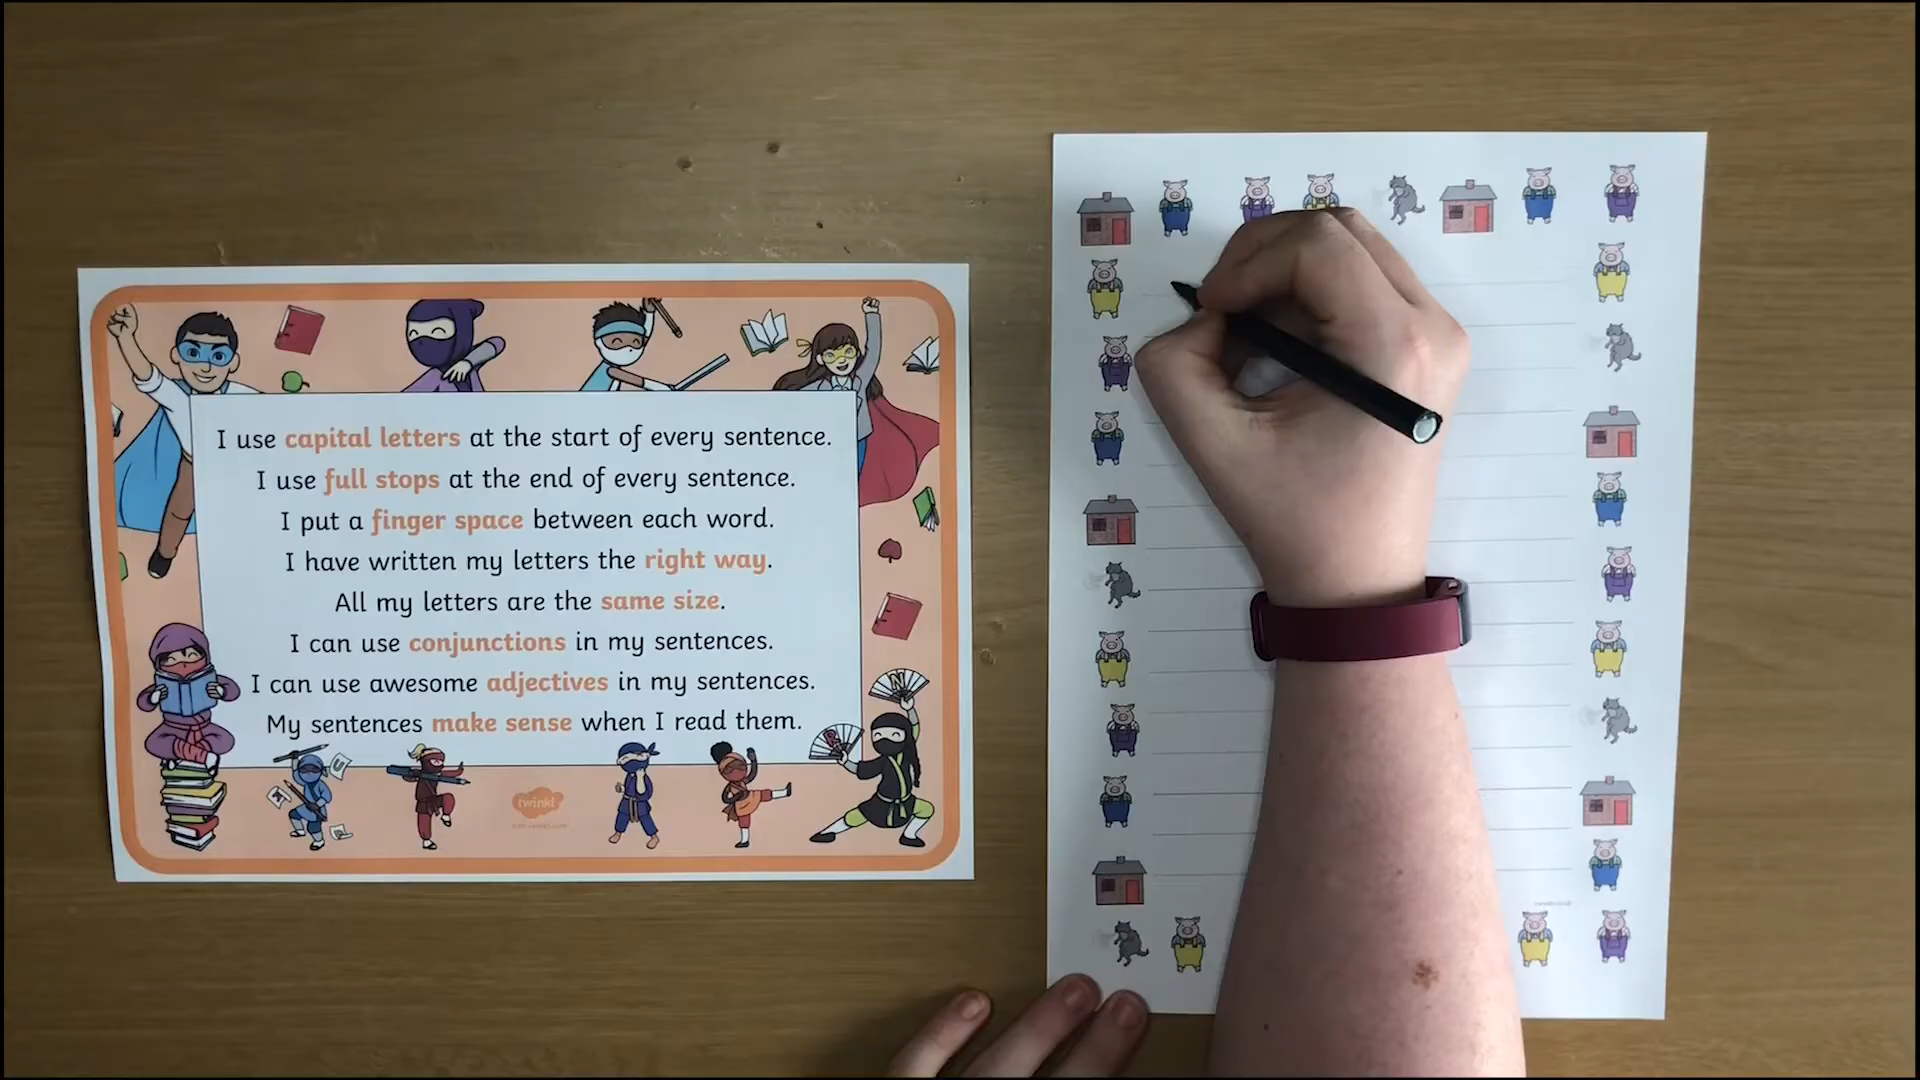 I use capital letters at the start of every sentence.
I use full stops at the end of every sentence.
I put a finger space between each word.
I have written my letters the right way.
All my letters are the same size.
I can use conjunctions in my sentences.
I can use awesome adjectives in my sentences.
My sentences make sense when I read them.
twinkl